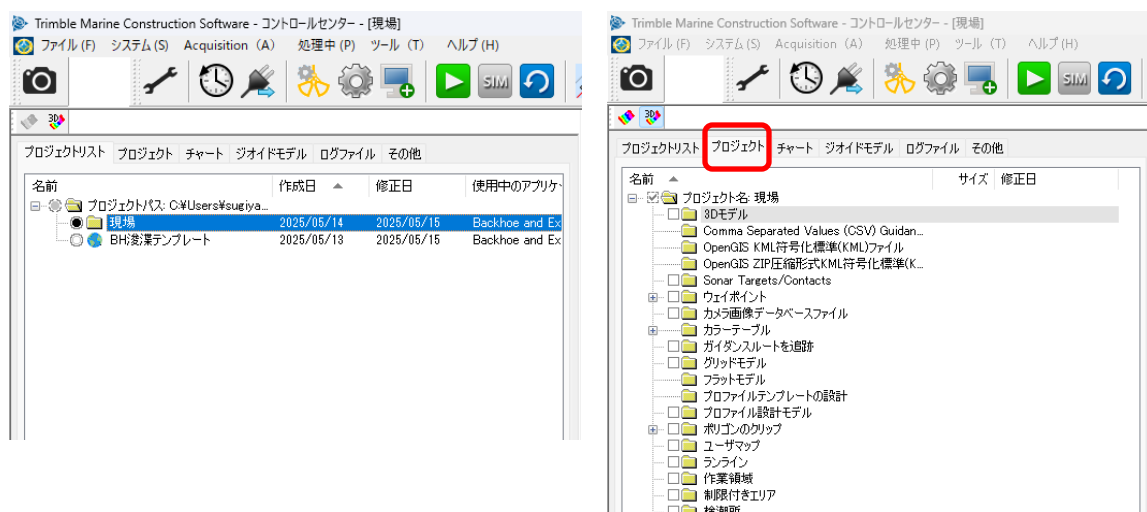 Trimble Marine Construction Software - コントロールセンター - [現場]
ファイル (F) システム (S) Acquisition (A) 処理中 (P) ツール (T) ヘルプ (H)
SIM
3D
プロジェクトリスト プロジェクト チャート ジオイドモデル ログファイル その他
名前 作成日 修正日 使用中のアプリケ
プロジェクトパス: C:¥Users¥sugiya...
現場 2025/05/14 2025/05/15 Backhoe and Ex
BH浚渫テンプレート 2025/05/13 2025/05/15 Backhoe and Ex
Trimble Marine Construction Software - コントロールセンター - [現場]
ファイル (F) システム (S) Acquisition (A) 処理中 (P) ツール (T) ヘルプ (H)
SIM
3D
プロジェクトリスト プロジェクト チャート ジオイドモデル ログファイル その他
名前 サイズ 修正日
プロジェクト名: 現場
3Dモデル
Comma Separated Values (CSV) Guidan...
OpenGIS KML符号化標準(KML)ファイル
OpenGIS ZIP圧縮形式KML符号化標準(K...
Sonar Targets/Contacts
ウェイポイント
カメラ画像データベースファイル
カラーテーブル
ガイダンスルートを追跡
グリッドモデル
フラットモデル
プロファイルテンプレートの設計
プロファイル設計モデル
ポリゴンのクリップ
ユーザマップ
ランライン
作業領域
制限付きエリア
検潮所